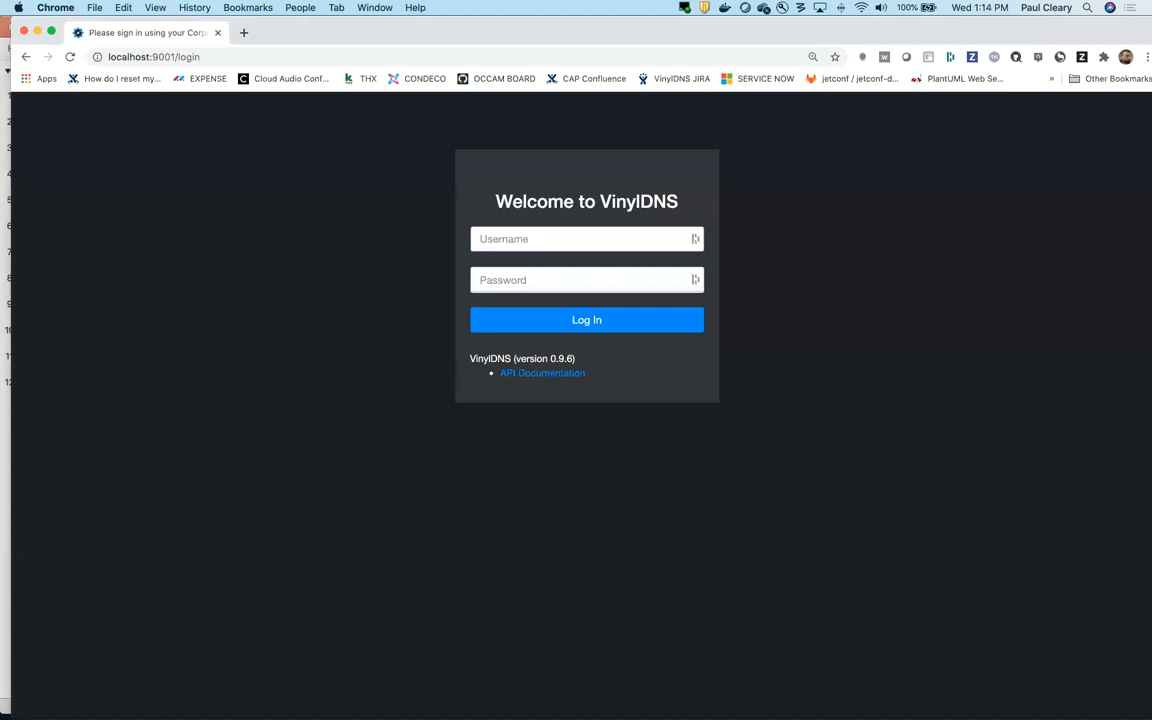 Chrome File Edit View History Bookmarks People Tab Window Help 100% Wed 1:14 PM Paul Cleary
Please sign in using your Corp
localhost:9001/login
Apps How do I reset my... EXPENSE Cloud Audio Conf... THX CONDECO OCCAM BOARD CAP Confluence VinylDNS JIRA SERVICE NOW jetconf / jetconf-d... PlantUML Web Se... » Other Bookmarks
Welcome to VinylDNS
Username
Password
Log In
VinylDNS (version 0.9.6)
• API Documentation